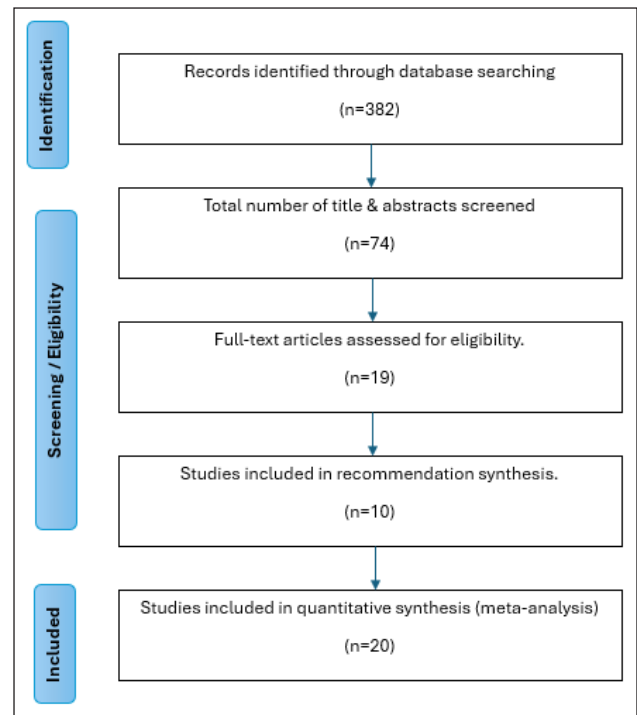 Identification
Records identified through database searching
(n=382)
Screening / Eligibility
Total number of title & abstracts screened
(n=74)
Full-text articles assessed for eligibility.
(n=19)
Studies included in recommendation synthesis.
(n=10)
Included
Studies included in quantitative synthesis (meta-analysis)
(n=20)